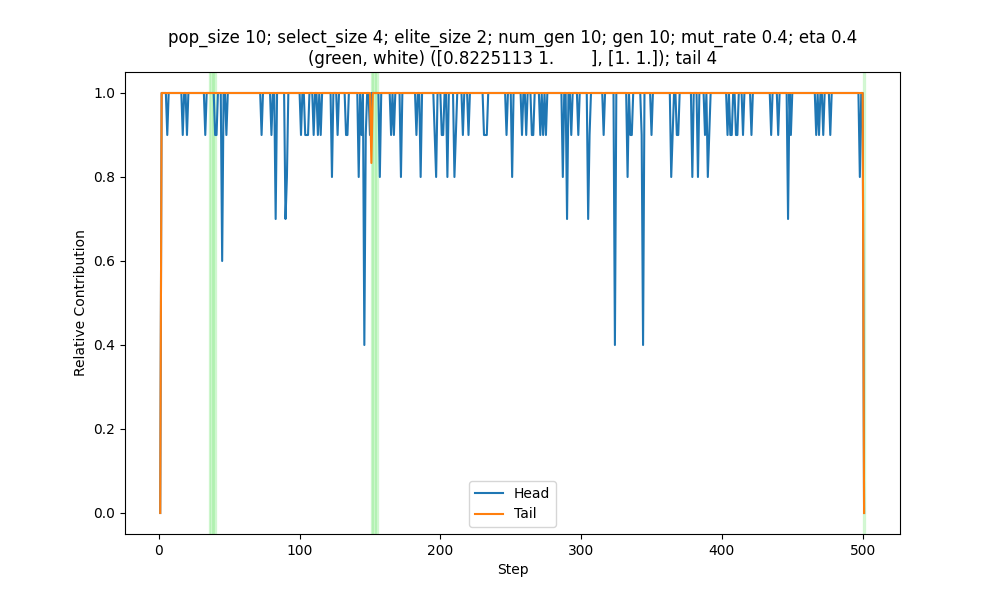 pop_size 10; select_size 4; elite_size 2; num_gen 10; gen 10; mut_rate 0.4; eta 0.4
(green, white) ([0.8225113 1.        ], [1. 1.]); tail 4
1.0
0.8
0.6
0.4
0.2
0.0
Relative Contribution
Head
Tail
0
100
200
300
400
500
Step